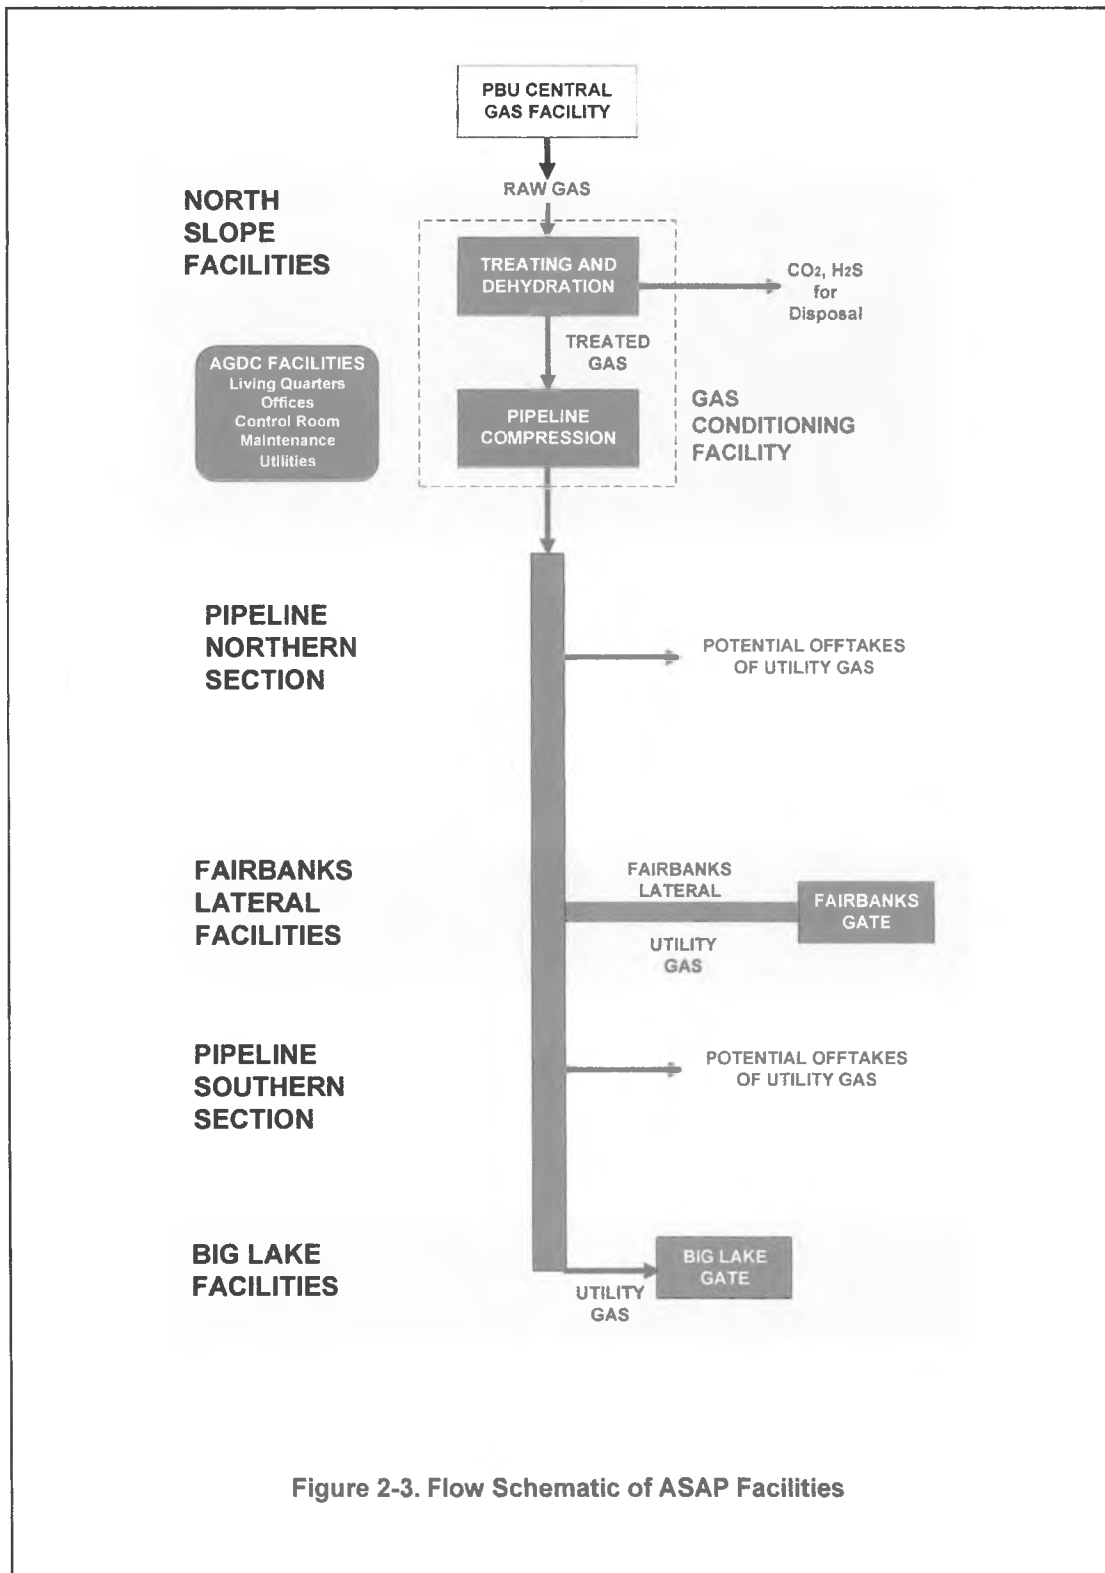 PBU CENTRAL
GAS FACILITY
RAW GAS
NORTH
SLOPE
FACILITIES
TREATING AND
DEHYDRATION
CO2, H2S
for
Disposal
TREATED
GAS
AGDC FACILITIES
Living Quarters
Offices
Control Room
Maintenance
Utilities
PIPELINE
COMPRESSION
GAS
CONDITIONING
FACILITY
PIPELINE
NORTHERN
SECTION
POTENTIAL OFFTAKES
OF UTILITY GAS
FAIRBANKS
LATERAL
FACILITIES
FAIRBANKS
LATERAL
FAIRBANKS
GATE
UTILITY
GAS
PIPELINE
SOUTHERN
SECTION
POTENTIAL OFFTAKES
OF UTILITY GAS
BIG LAKE
FACILITIES
BIG LAKE
GATE
UTILITY
GAS
Figure 2-3. Flow Schematic of ASAP Facilities